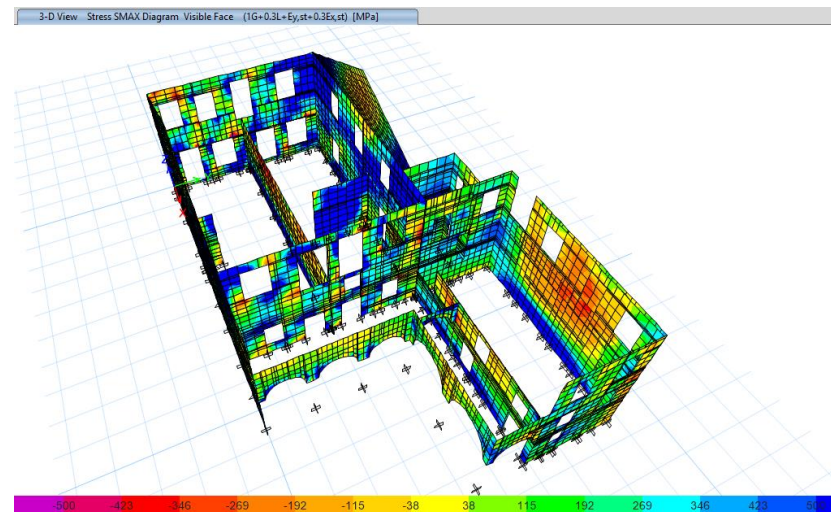 3-D View Stress SMAX Diagram Visible Face (1G+0.3L+Ey,st+0.3Ex,st) [MPa]
Z
X
-500 -423 -346 -269 -192 -115 -38 38 115 192 269 346 423 500